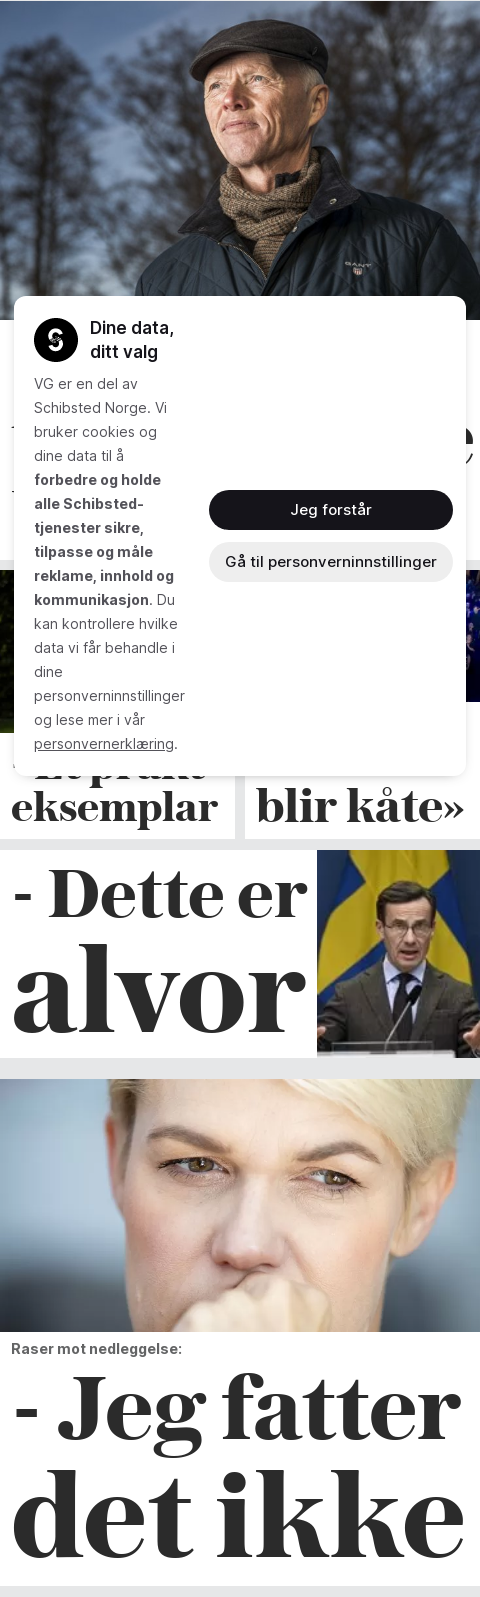 GANT
Dine data,
ditt valg
VG er en del av
Schibsted Norge. Vi
bruker cookies og
dine data til å
forbedre og holde
alle Schibsted-
tjenester sikre,
tilpasse og måle
reklame, innhold og
kommunikasjon. Du
kan kontrollere hvilke
data vi får behandle i
dine
personverninnstillinger
og lese mer i vår
personvernerklæring.
Jeg forstår
Gå til personverninnstillinger
eksemplar
blir kåte»
- Dette er
alvor
Raser mot nedleggelse:
- Jeg fatter
det ikke